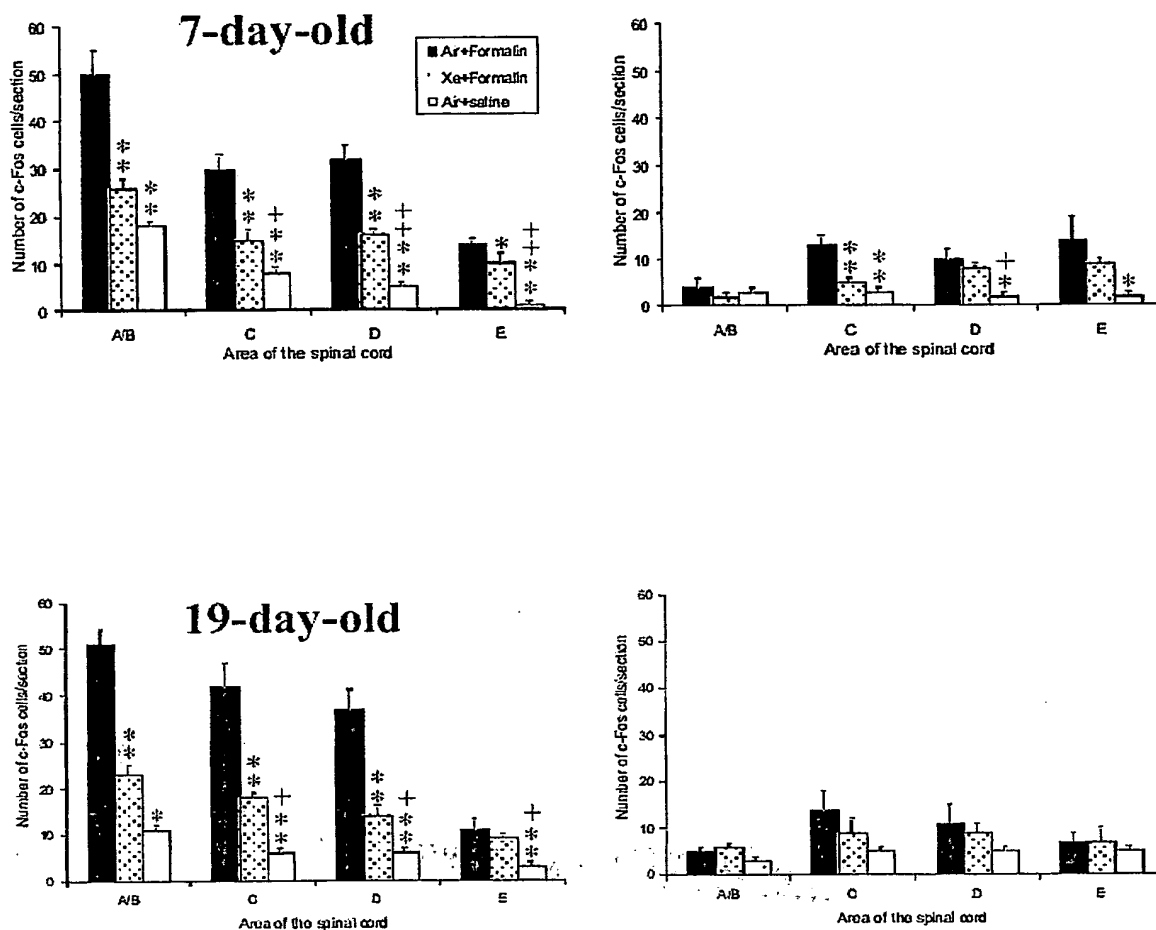 7-day-old
Air+Formalin
Xe+Formalin
Air+saline
Number of c-Fos cells/section
60
50
40
30
20
10
0
**
**
**
+**
**
++**
*
++**
A/B C D E
Area of the spinal cord
Number of c-Fos cells/section
60
50
40
30
20
10
0
**
**
+*
*
A/B C D E
Area of the spinal cord
19-day-old
Number of c-Fos cells/section
60
50
40
30
20
10
0
**
*
**
+**
**
+**
+**
A/B C D E
Area of the spinal cord
Number of c-Fos cells/section
60
50
40
30
20
10
0
A/B C D E
Area of the spinal cord